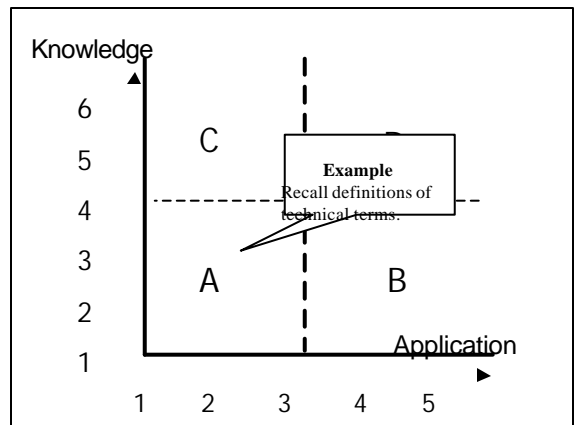 Knowledge
6
C
5
Example
Recall definitions of
4
technical terms.
3
A
B
2
Application
1
1 2 3 4 5